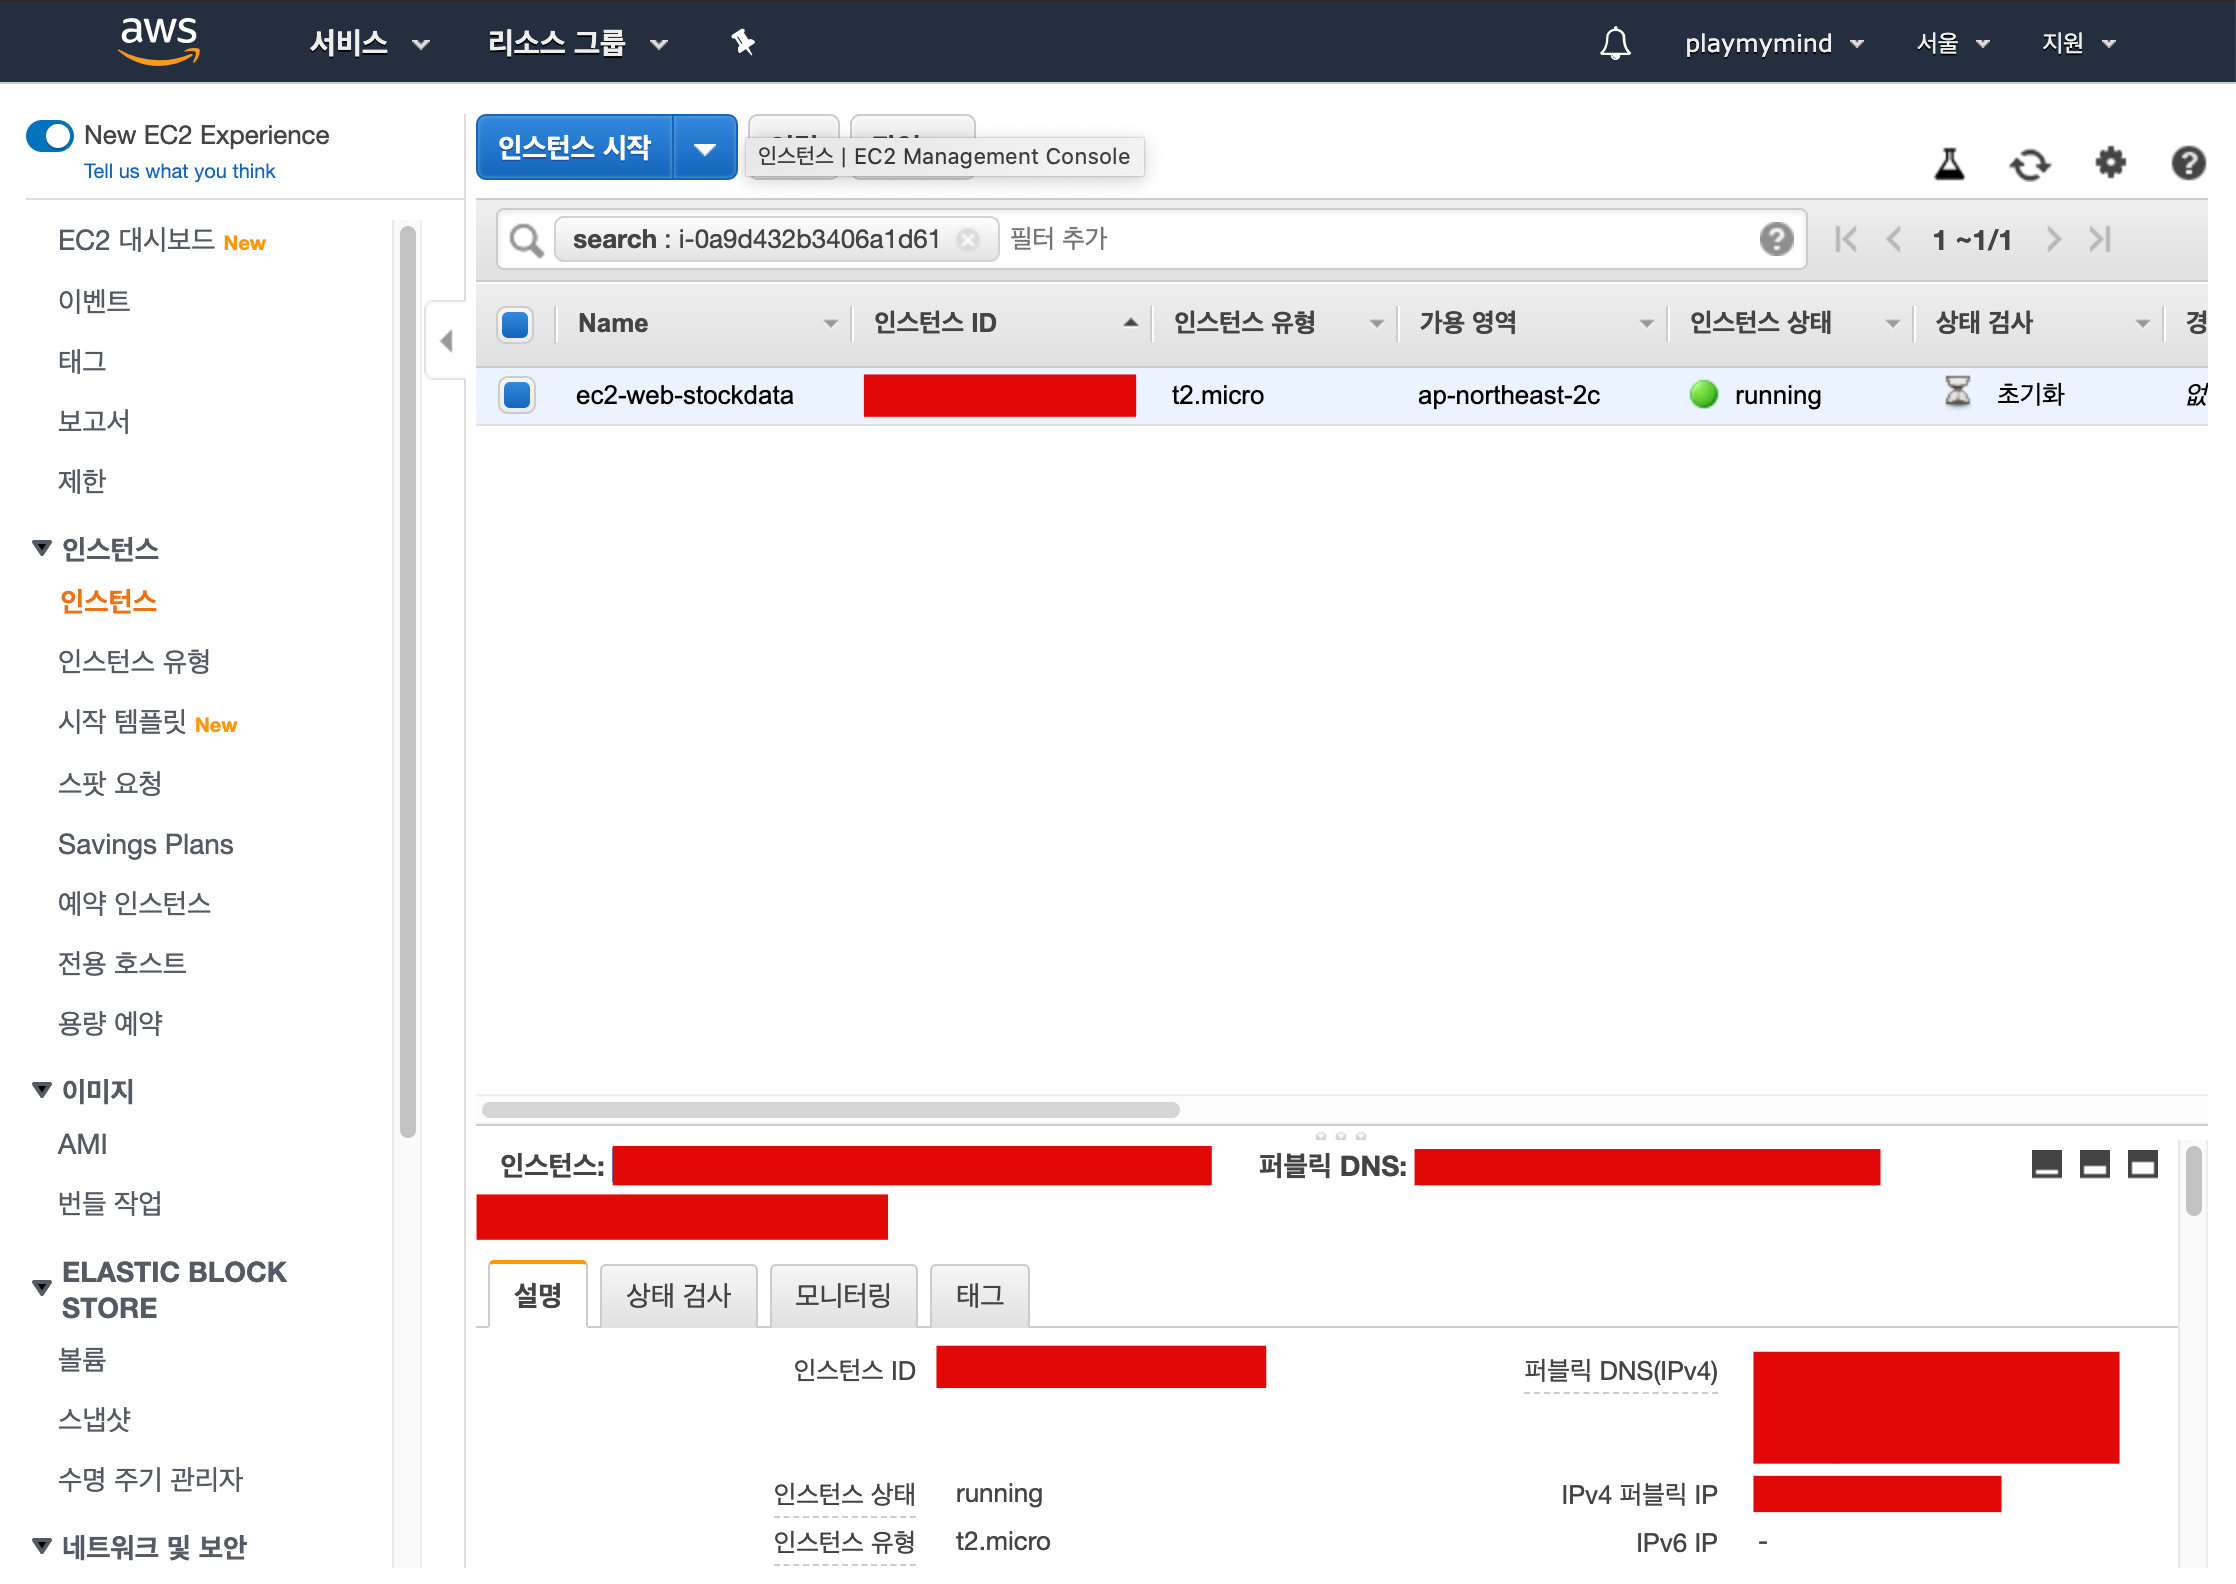 aws 서비스 리소스 그룹 playmymind 서울 지원
New EC2 Experience
Tell us what you think
EC2 대시보드 New
이벤트
태그
보고서
제한
인스턴스
인스턴스
인스턴스 유형
시작 템플릿 New
스팟 요청
Savings Plans
예약 인스턴스
전용 호스트
용량 예약
이미지
AMI
번들 작업
ELASTIC BLOCK
STORE
볼륨
스냅샷
수명 주기 관리자
네트워크 및 보안
인스턴스 시작
인스턴스 | EC2 Management Console
search : i-0a9d432b3406a1d61 필터 추가 1 ~1/1
Name 인스턴스 ID 인스턴스 유형 가용 영역 인스턴스 상태 상태 검사 경
ec2-web-stockdata t2.micro ap-northeast-2c running 초기화 없
인스턴스: 퍼블릭 DNS:
설명 상태 검사 모니터링 태그
인스턴스 ID 퍼블릭 DNS(IPv4)
인스턴스 상태 running IPv4 퍼블릭 IP
인스턴스 유형 t2.micro IPv6 IP -